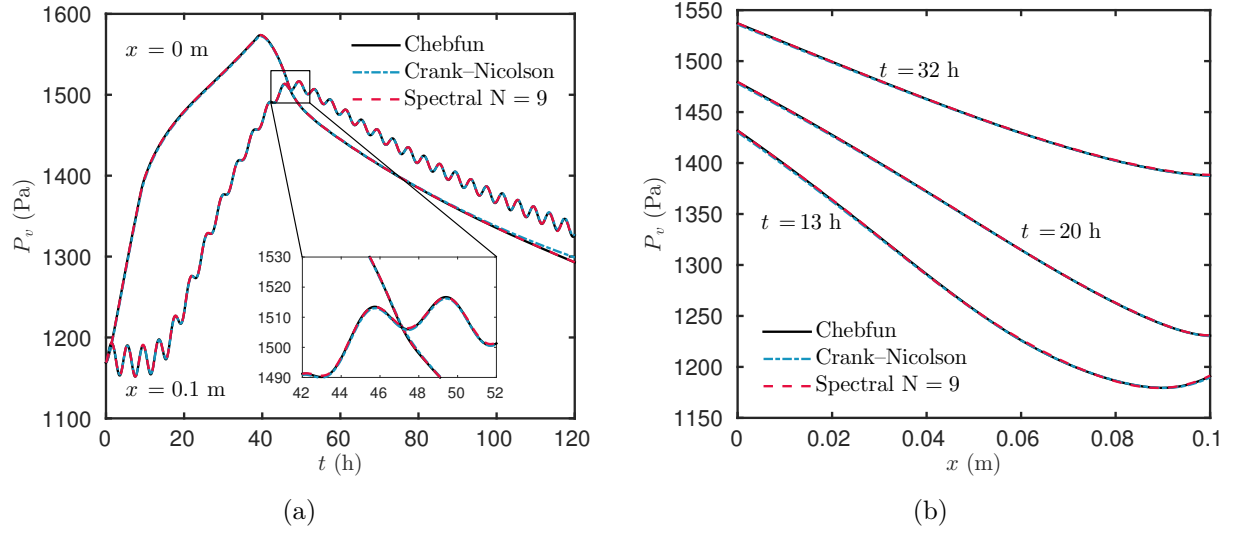 1600
1500
1400
1300
1200
1100
P_v (Pa)
x = 0 m
Chebfun
Crank–Nicolson
Spectral N = 9
x = 0.1 m
1530
1520
1510
1500
1490
42 44 46 48 50 52
0 20 40 60 80 100 120
t (h)
(a)
1550
1500
1450
1400
1350
1300
1250
1200
1150
P_v (Pa)
t = 32 h
t = 20 h
t = 13 h
Chebfun
Crank–Nicolson
Spectral N = 9
0 0.02 0.04 0.06 0.08 0.1
x (m)
(b)